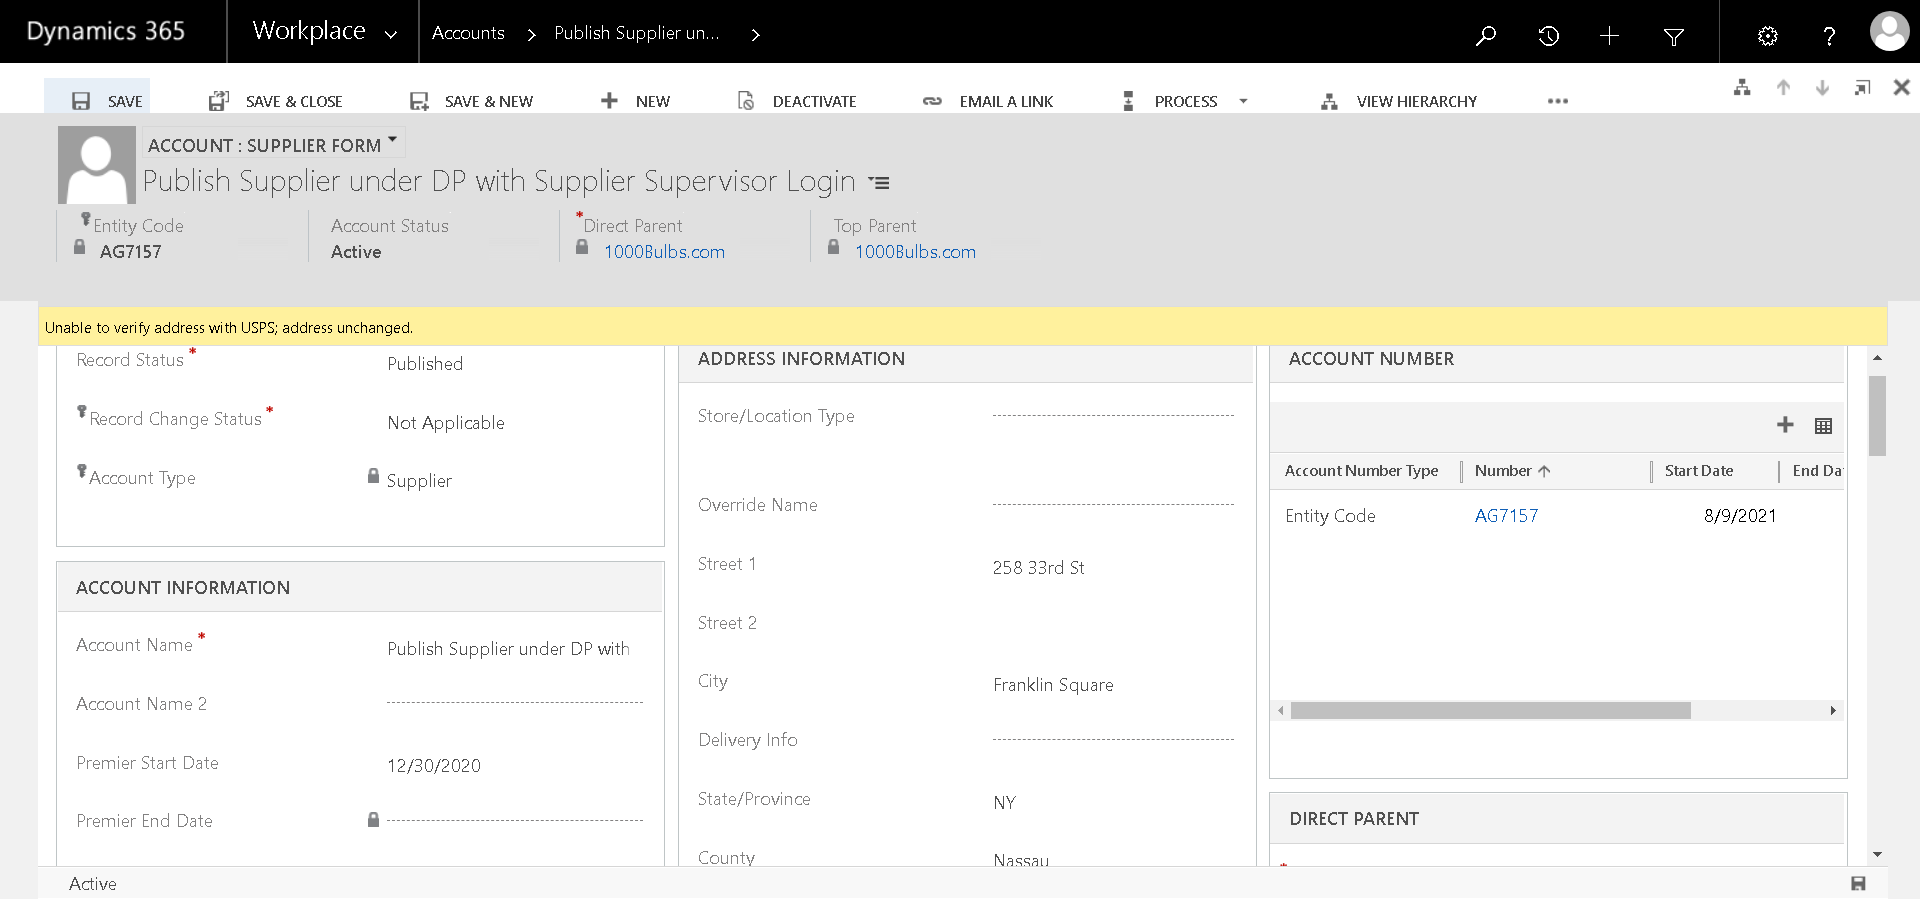 Dynamics 365
Workplace
Accounts
Publish Supplier un...
SAVE
SAVE & CLOSE
SAVE & NEW
NEW
DEACTIVATE
EMAIL A LINK
PROCESS
VIEW HIERARCHY
ACCOUNT : SUPPLIER FORM
Publish Supplier under DP with Supplier Supervisor Login
Entity Code
AG7157
Account Status
Active
*Direct Parent
1000Bulbs.com
Top Parent
1000Bulbs.com
Unable to verify address with USPS; address unchanged.
Record Status *
Published
Record Change Status *
Not Applicable
Account Type
Supplier
ACCOUNT INFORMATION
Account Name *
Publish Supplier under DP with
Account Name 2
Premier Start Date
12/30/2020
Premier End Date
ADDRESS INFORMATION
Store/Location Type
Override Name
Street 1
258 33rd St
Street 2
City
Franklin Square
Delivery Info
State/Province
NY
County
Nassau
ACCOUNT NUMBER
Account Number Type
Number
Start Date
End Da
Entity Code
AG7157
8/9/2021
DIRECT PARENT
*
Active